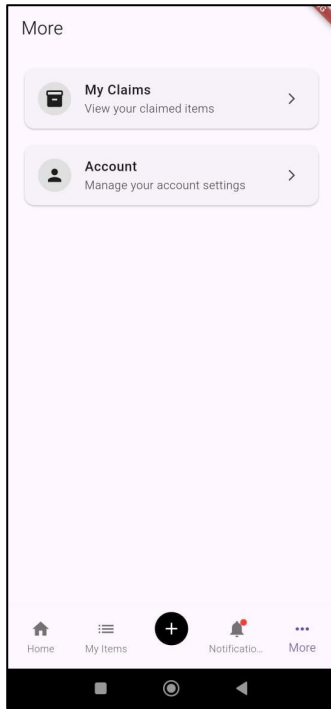 More
My Claims
View your claimed items
Account
Manage your account settings
Home
My Items
Notificatio...
More